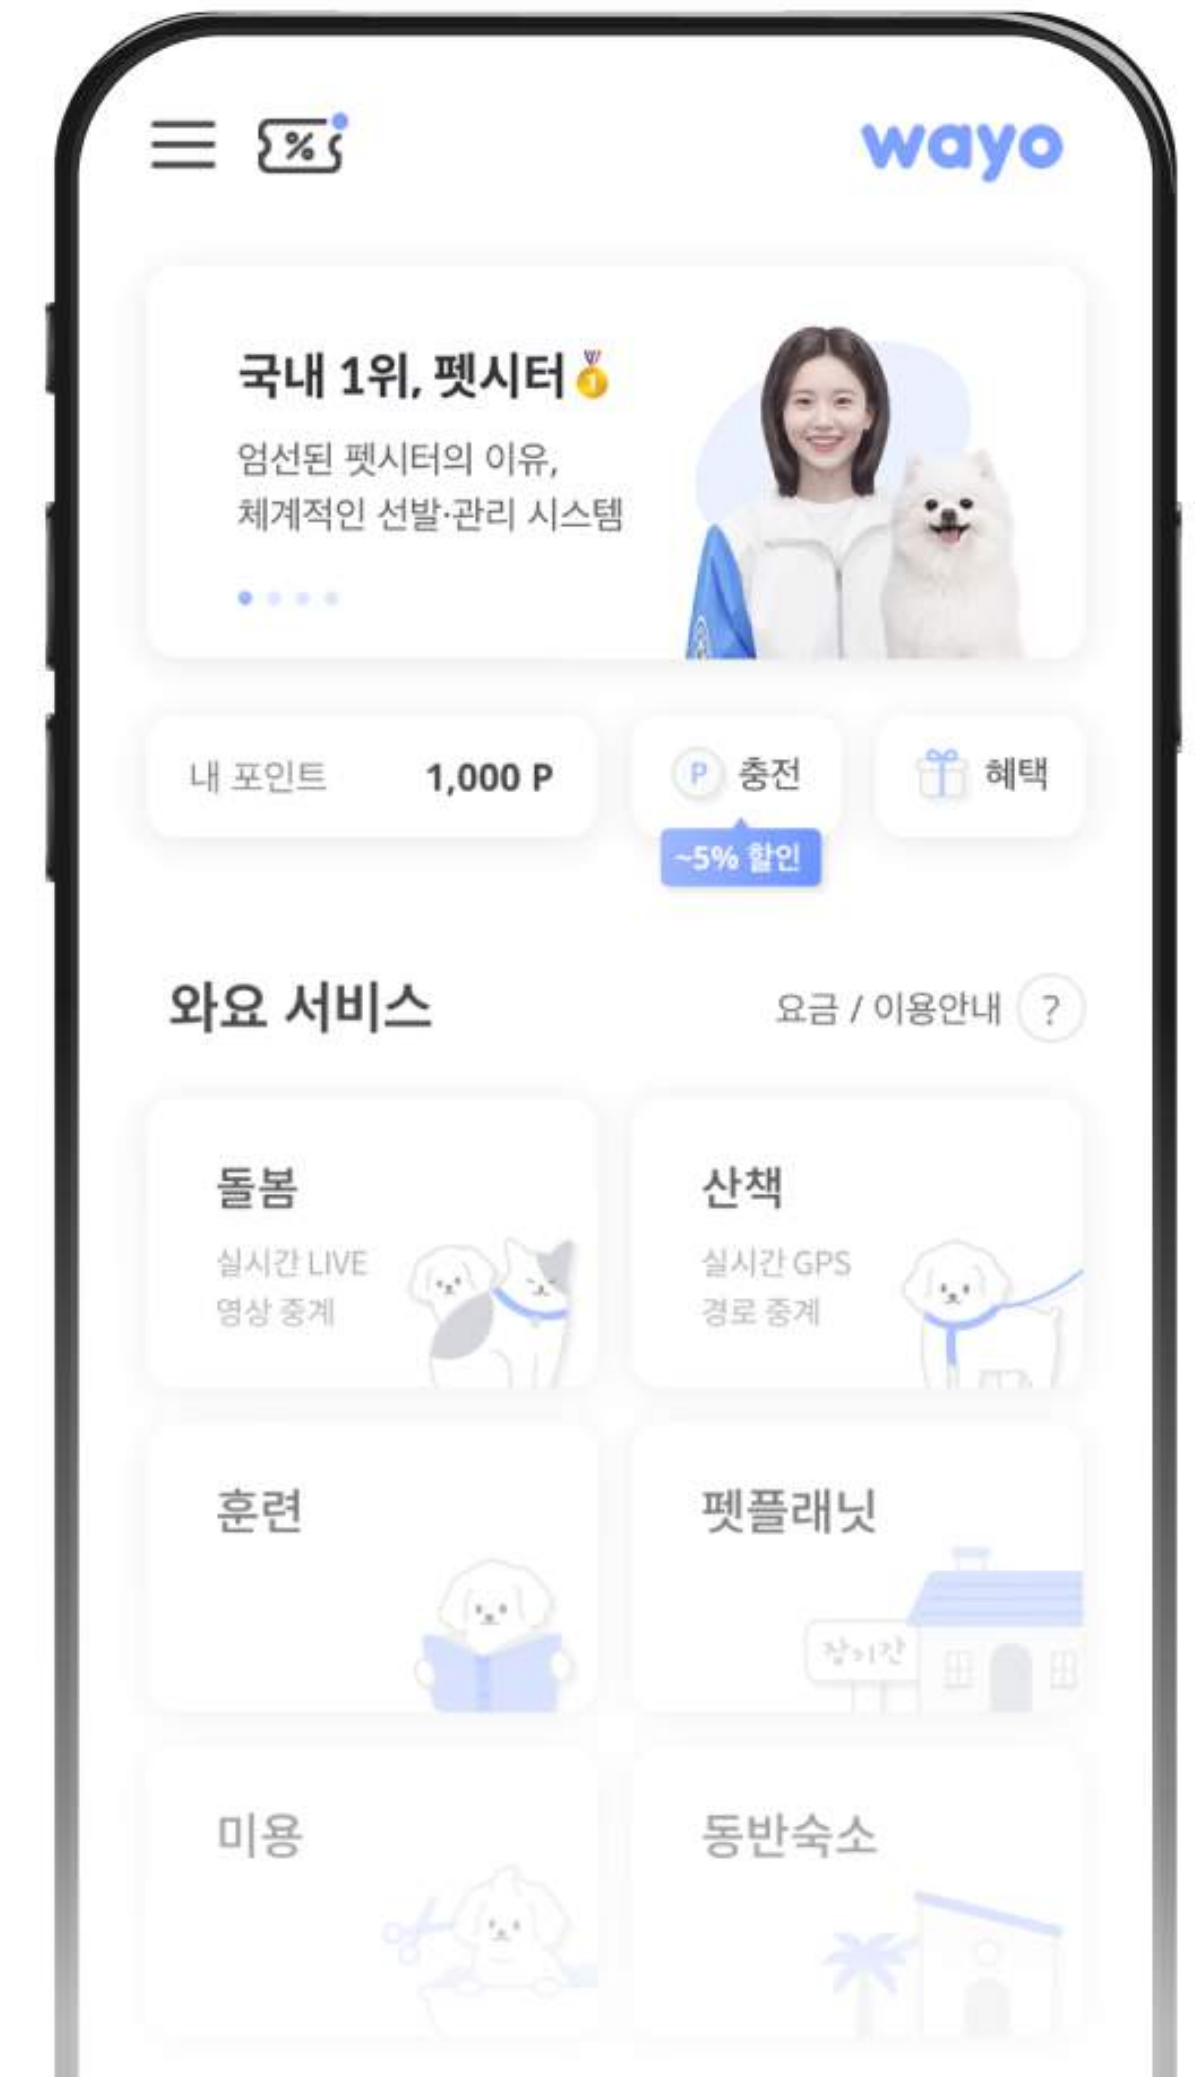 %
wayo
국내 1위, 펫시터
1
엄선된 펫시터의 이유,
체계적인 선발·관리 시스템
내 포인트 1,000 P
P 충전
혜택
~5% 할인
와요 서비스
요금 / 이용안내 ?
돌봄
실시간 LIVE
영상 중계
산책
실시간 GPS
경로 중계
훈련
펫플래닛
미용
동반숙소